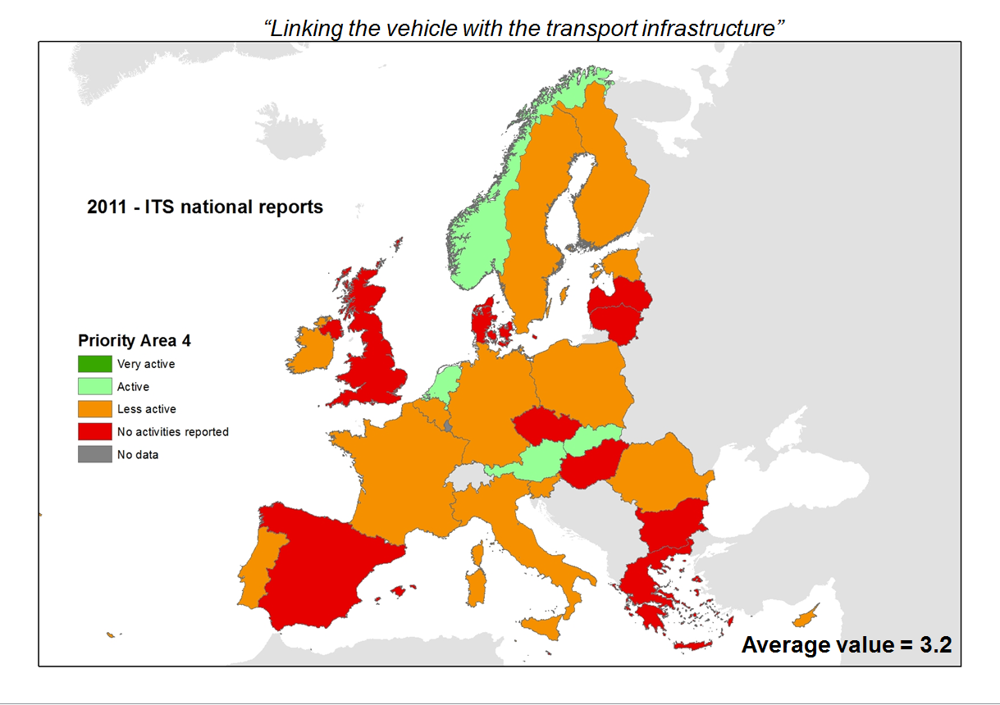 “Linking the vehicle with the transport infrastructure”
2011 - ITS national reports
Priority Area 4
Very active
Active
Less active
No activities reported
No data
Average value = 3.2